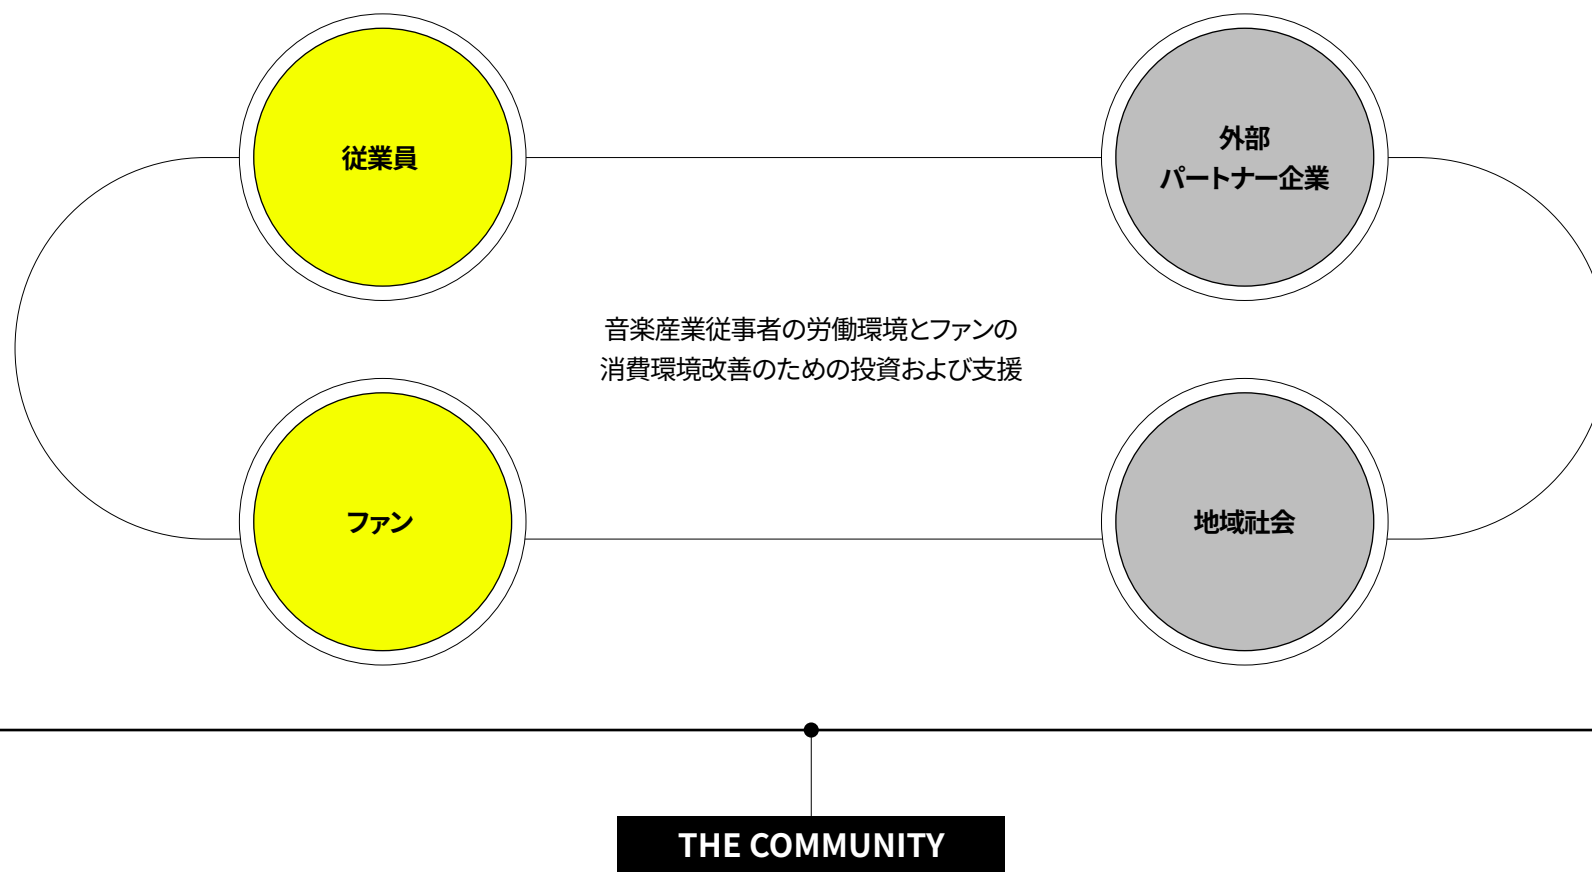 従業員
外部
パートナー企業
音楽産業従事者の労働環境とファンの
消費環境改善のための投資および支援
ファン
地域社会
THE COMMUNITY